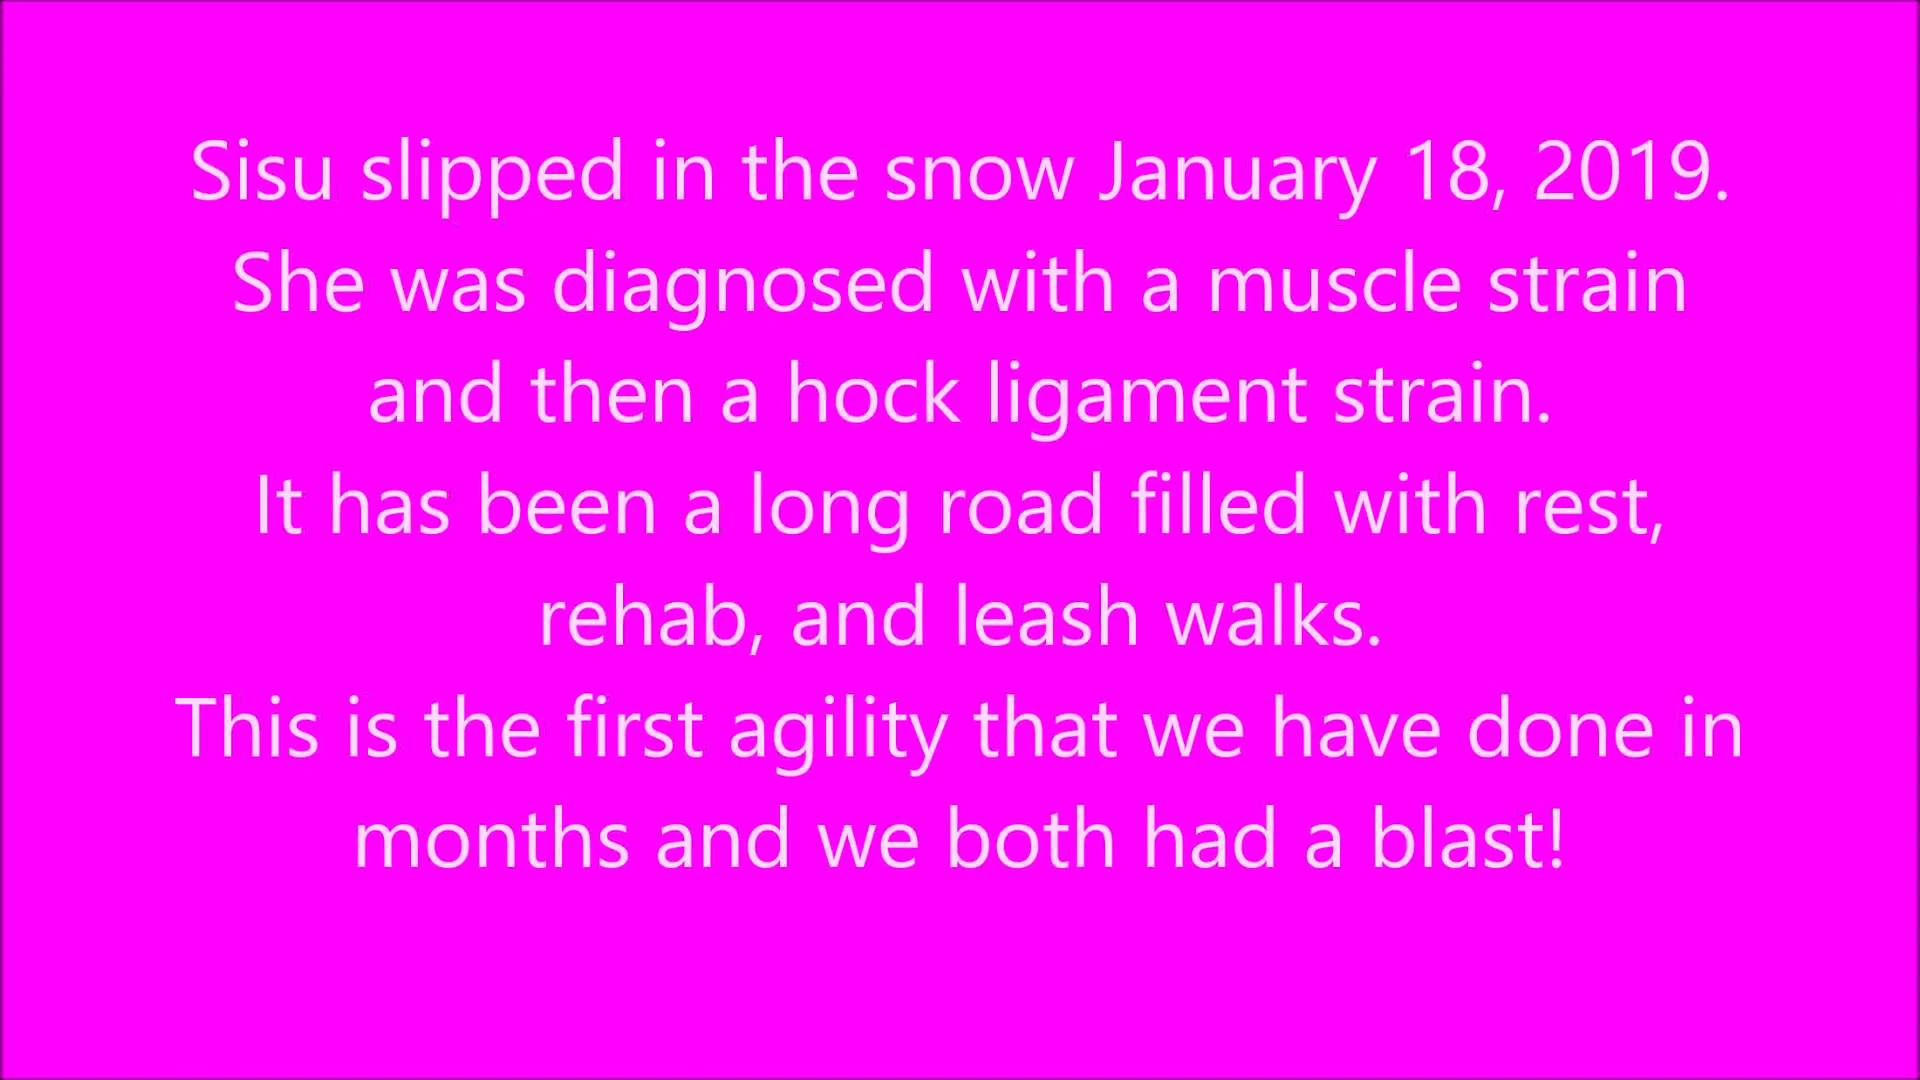 Sisu slipped in the snow January 18, 2019.
She was diagnosed with a muscle strain
and then a hock ligament strain.
It has been a long road filled with rest,
rehab, and leash walks.
This is the first agility that we have done in
months and we both had a blast!